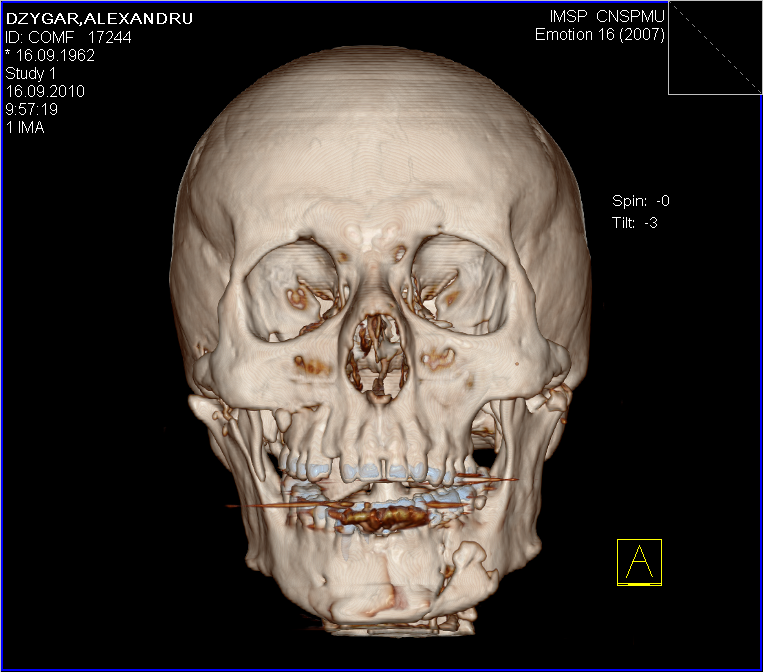 DZYGAR,ALEXANDRU
ID: COMF   17244
* 16.09.1962
Study 1
16.09.2010
9:57:19
1 IMA
IMSP  CNSPMU
Emotion 16 (2007)
Spin:  -0
Tilt:  -3
A